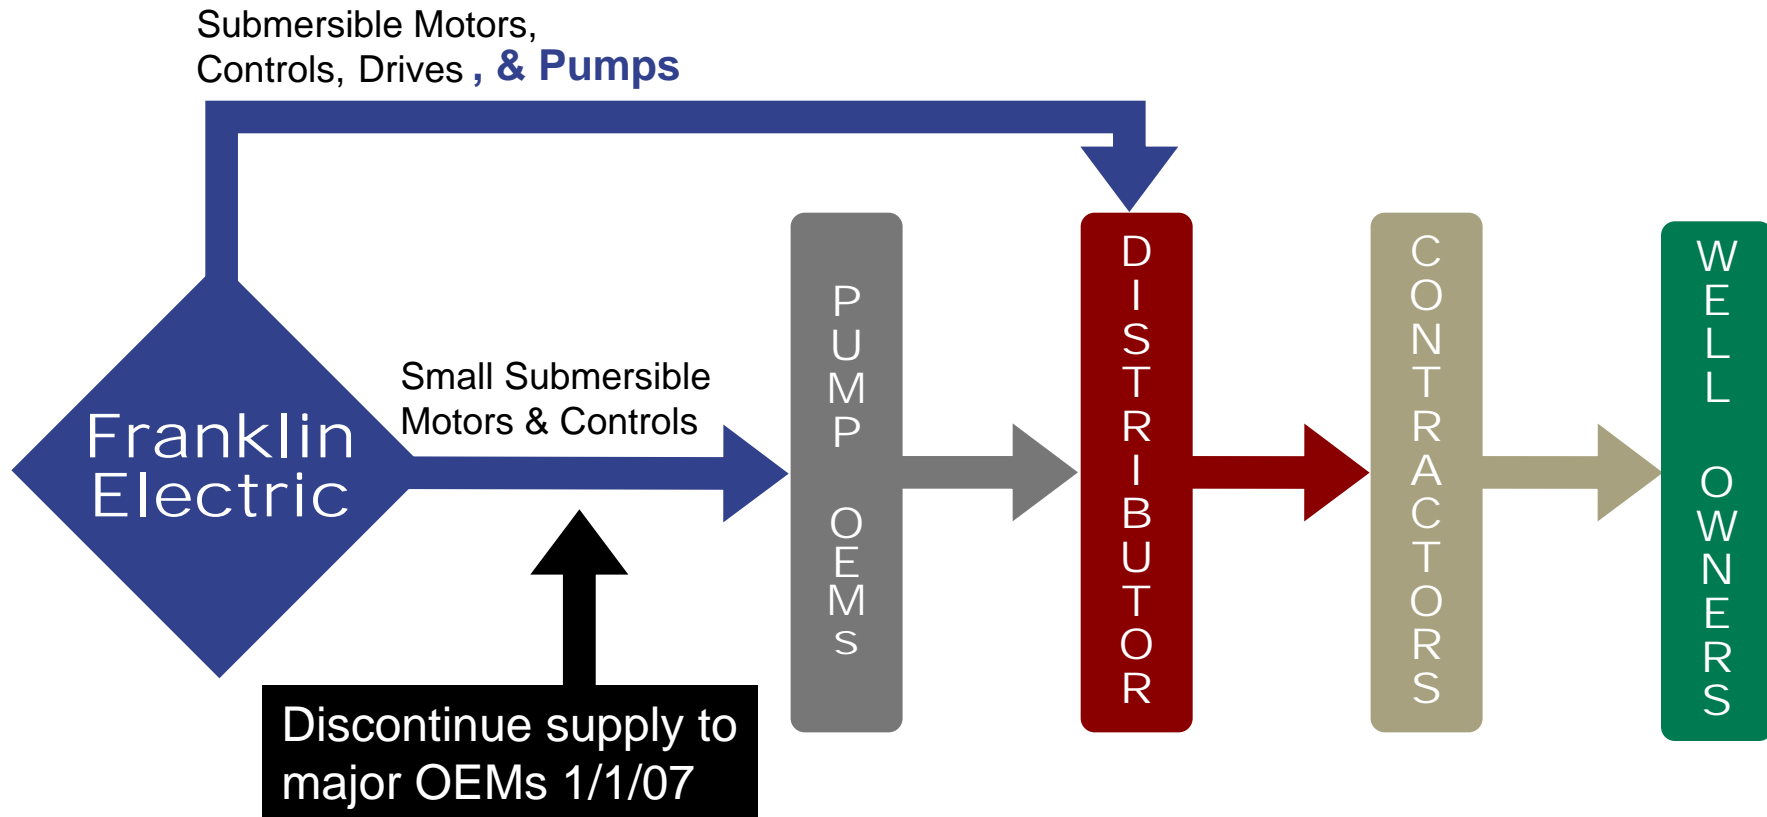 Submersible Motors,
Controls, Drives , & Pumps
Small Submersible
Motors & Controls
Franklin
Electric
Discontinue supply to
major OEMs 1/1/07
PUMP OEMs
DISTRIBUTOR
CONTRACTORS
WELL OWNERS